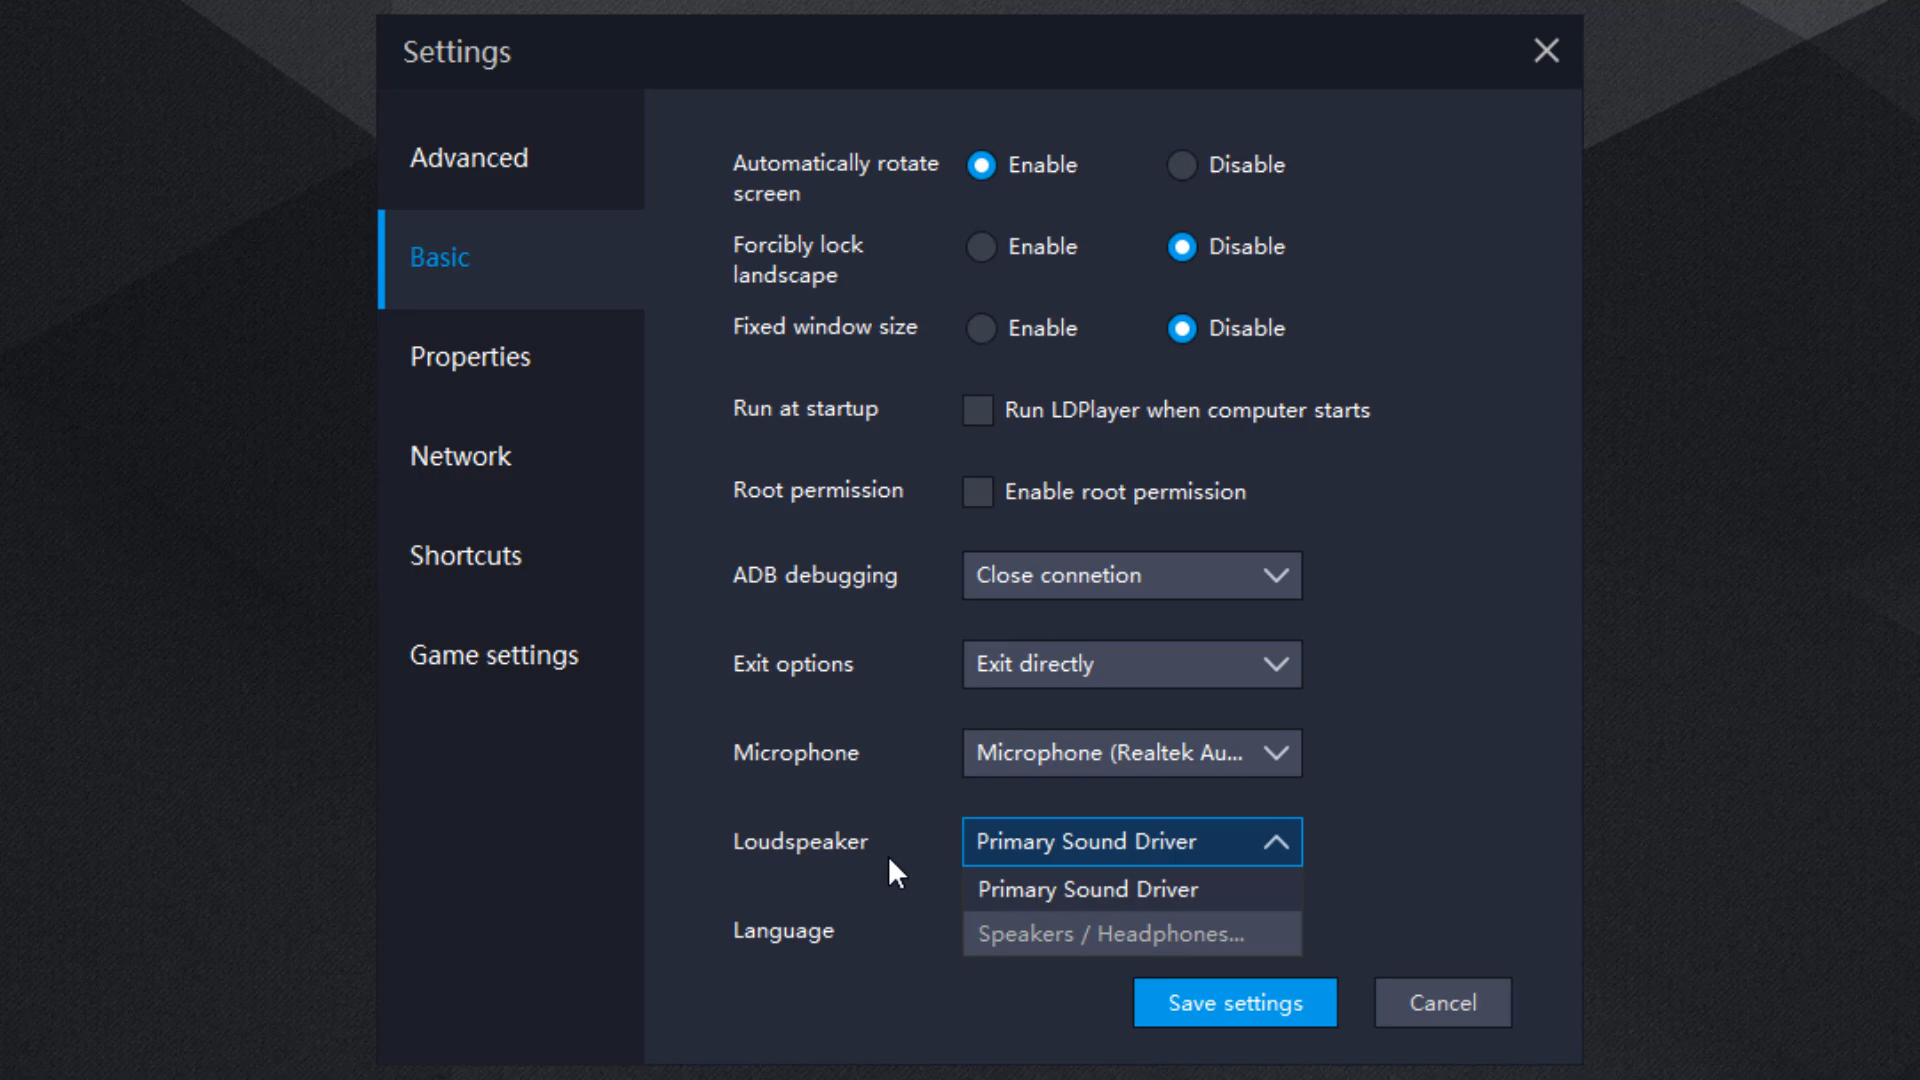 Settings
Advanced
Basic
Properties
Network
Shortcuts
Game settings
Automatically rotate
screen
Enable
Disable
Forcibly lock
landscape
Enable
Disable
Fixed window size
Enable
Disable
Run at startup
Run LDPlayer when computer starts
Root permission
Enable root permission
ADB debugging
Close connetion
Exit options
Exit directly
Microphone
Microphone (Realtek Au...
Loudspeaker
Primary Sound Driver
Primary Sound Driver
Speakers / Headphones...
Language
Save settings
Cancel